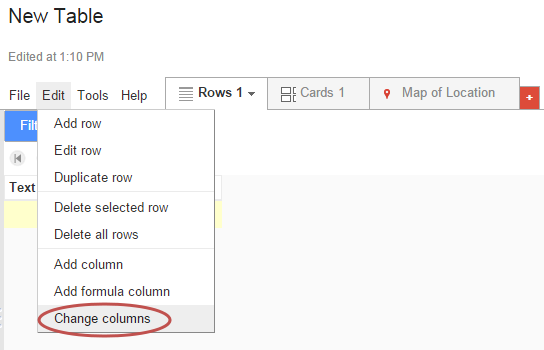 New Table
Edited at 1:10 PM
File Edit Tools Help Rows 1 Cards 1 Map of Location +
Filt
Add row
Edit row
Duplicate row
Text
Delete selected row
Delete all rows
Add column
Add formula column
Change columns